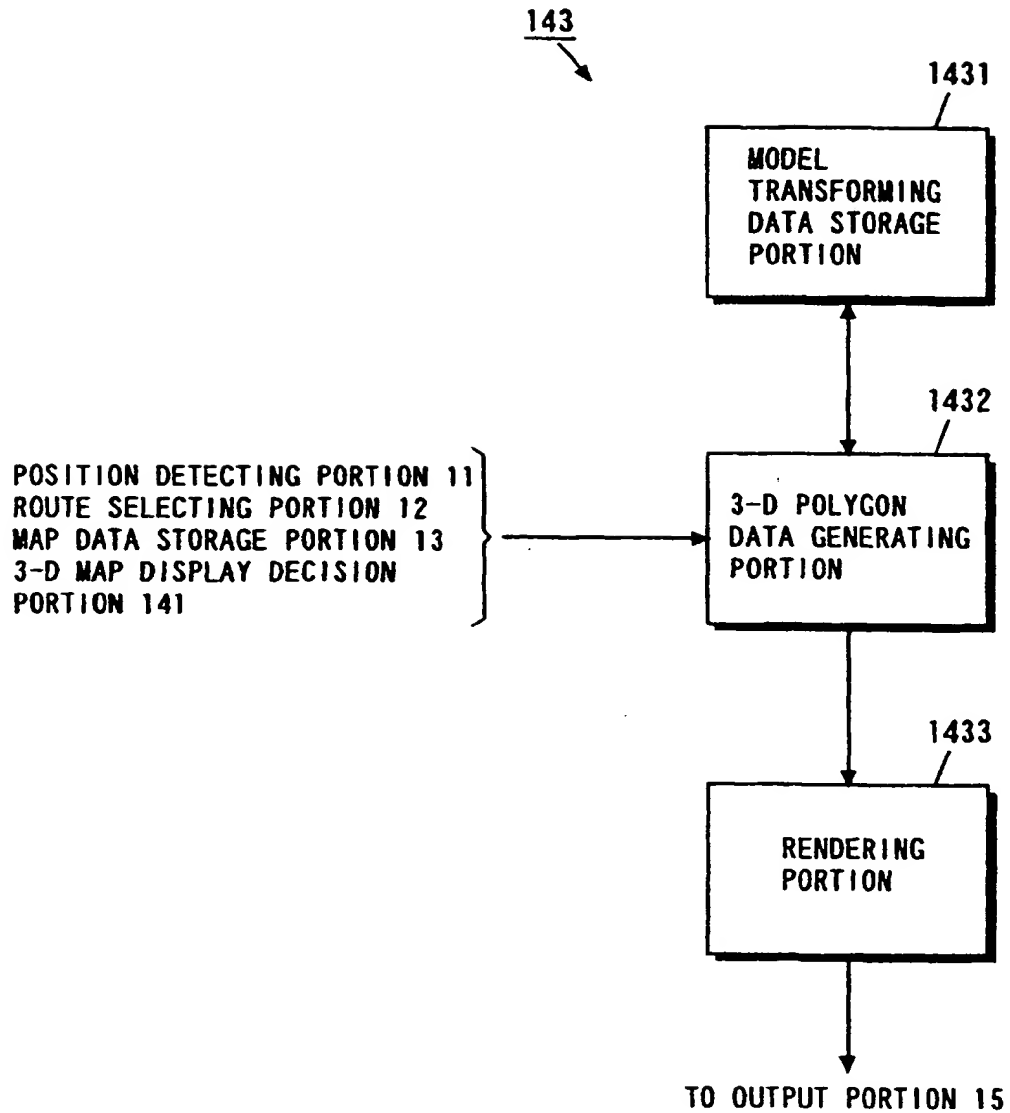 143
1431
MODEL
TRANSFORMING
DATA STORAGE
PORTION
1432
POSITION DETECTING PORTION 11
ROUTE SELECTING PORTION 12
MAP DATA STORAGE PORTION 13
3-D MAP DISPLAY DECISION
PORTION 141
3-D POLYGON
DATA GENERATING
PORTION
1433
RENDERING
PORTION
TO OUTPUT PORTION 15